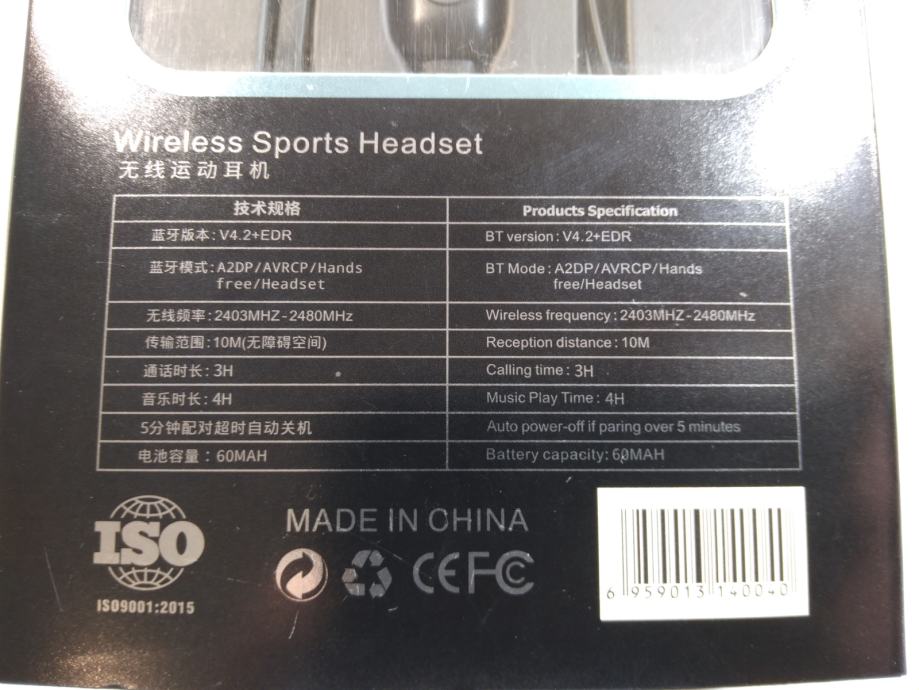 Wireless Sports Headset
无线运动耳机
技术规格
Products Specification
蓝牙版本: V4.2+EDR
BT version: V4.2+EDR
蓝牙模式: A2DP/AVRCP/Hands
free/Headset
BT Mode: A2DP/AVRCP/Hands
free/Headset
无线频率: 2403MHZ-2480MHz
Wireless frequency: 2403MHZ-2480MHz
传输范围: 10M(无障碍空间)
Reception distance: 10M
通话时长: 3H
Calling time: 3H
音乐时长: 4H
Music Play Time: 4H
5分钟配对超时自动关机
Auto power-off if paring over 5 minutes
电池容量: 60MAH
Battery capacity: 60MAH
MADE IN CHINA
ISO
CE FC
ISO9001:2015
6 959013 140040